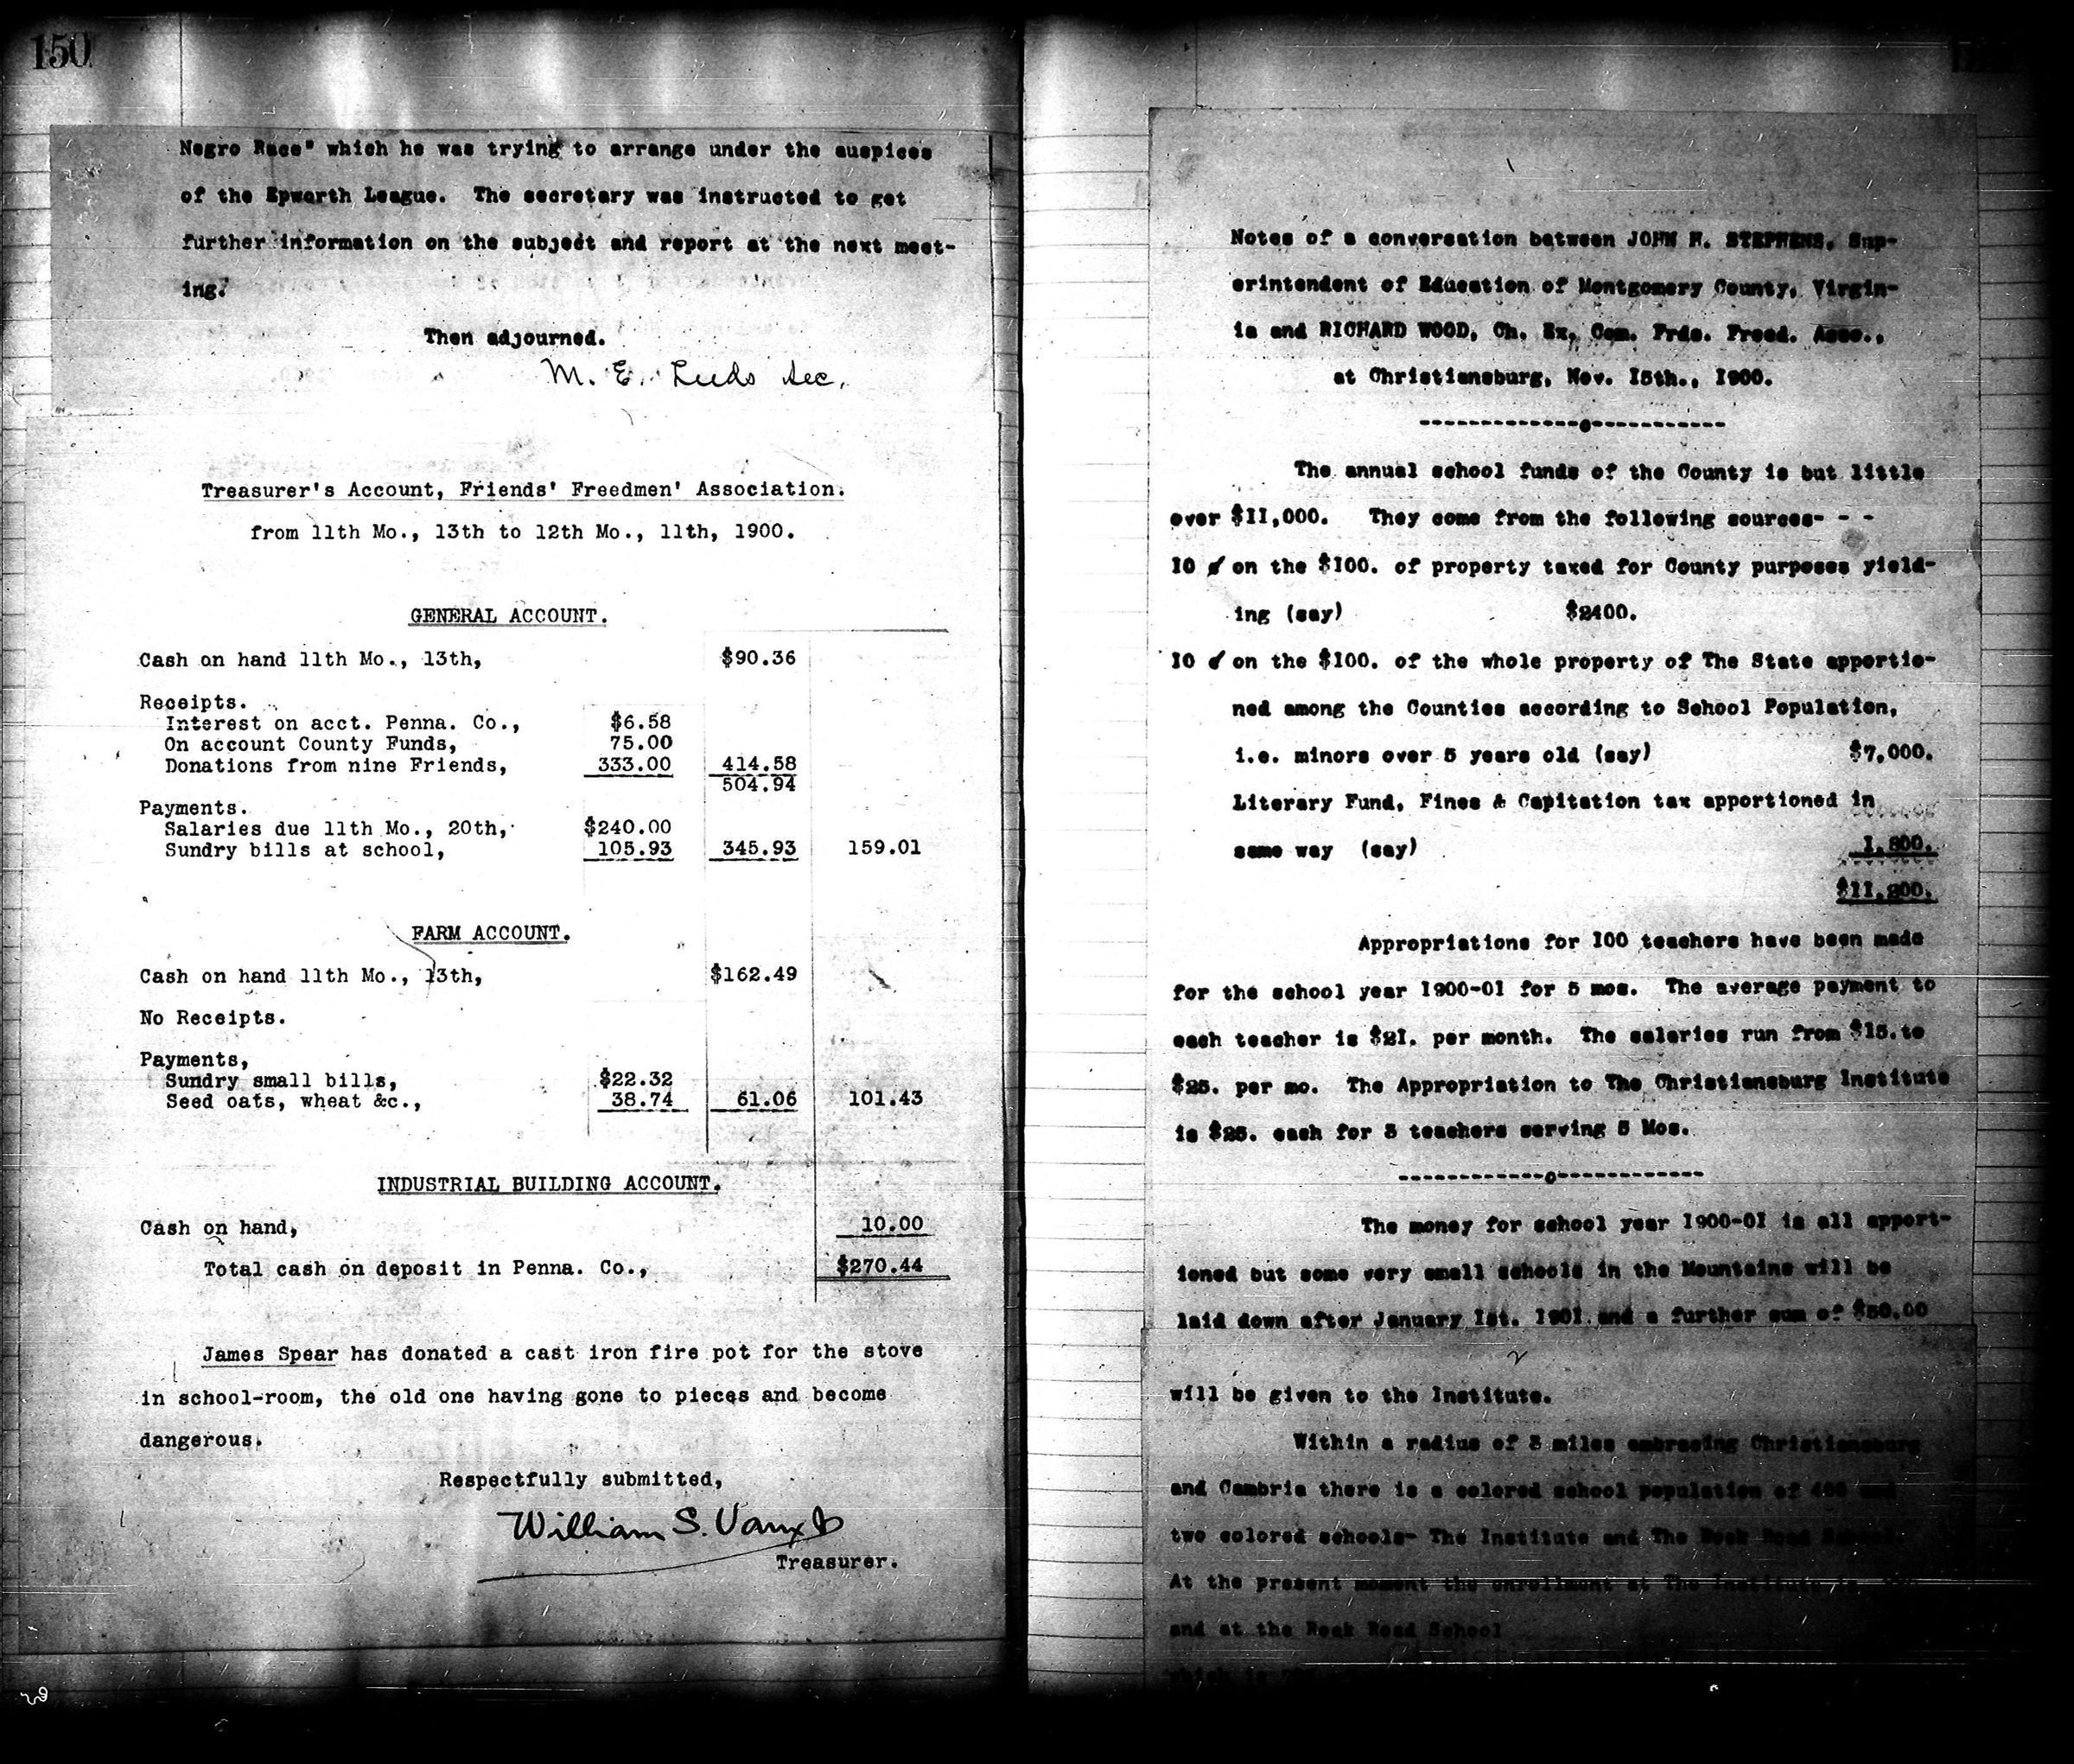 150
Negro Race" which he was trying to arrange under the auspices
of the Epworth League. The secretary was instructed to get
further information on the subject and report at the next meet-
ing.
Then adjourned.
M. E. Leeds Sec.
Treasurer's Account, Friends' Freedmen' Association.
from 11th Mo., 13th to 12th Mo., 11th, 1900.
GENERAL ACCOUNT.
Cash on hand 11th Mo., 13th, $90.36
Receipts.
Interest on acct. Penna. Co., $6.58
On account County Funds, 75.00
Donations from nine Friends, 333.00 414.58
504.94
Payments.
Salaries due 11th Mo., 20th, $240.00
Sundry bills at school, 105.93 345.93 159.01
FARM ACCOUNT.
Cash on hand 11th Mo., 13th, $162.49
No Receipts.
Payments,
Sundry small bills, $22.32
Seed oats, wheat &c., 38.74 61.06 101.43
INDUSTRIAL BUILDING ACCOUNT.
Cash on hand, 10.00
Total cash on deposit in Penna. Co., $270.44
James Spear has donated a cast iron fire pot for the stove
in school-room, the old one having gone to pieces and become
dangerous.
Respectfully submitted,
William S. Vaux Jr
Treasurer.
Notes of a conversation between JOHN H. STEPHENS, Sup-
erintendent of Education of Montgomery County, Virgin-
ia and RICHARD WOOD, Ch. Ex, Com. Frds. Freed. Asso.,
at Christiansburg, Nov. 15th., 1900.
-------------o------------
The annual school funds of the County is but little
over $11,000. They come from the following sources- - -
10 ¢ on the $100. of property taxed for County purposes yield-
ing (say) $2400.
10 ¢ on the $100. of the whole property of The State apportio-
ned among the Counties according to School Population,
i.e. minors over 5 years old (say) $7,000.
Literary Fund, Fines & Capitation tax apportioned in
same way (say) 1,800.
$11,200.
Appropriations for 100 teachers have been made
for the school year 1900-01 for 5 mos. The average payment to
each teacher is $21. per month. The salaries run from $15. to
$25. per mo. The Appropriation to The Christiansburg Institute
is $25. each for 3 teachers serving 5 Mos.
-------------o------------
The money for school year 1900-01 is all apport-
ioned but some very small schools in the Mountains will be
laid down after January 1st. 1901 and a further sum of $50.00
2
will be given to the Institute.
Within a radius of 3 miles embracing Christiansburg
and Cambria there is a colored school population of
two colored schools- The Institute and The Rock Road School.
At the present moment the enrollment at The Institute is
and at the Rock Road School
which is